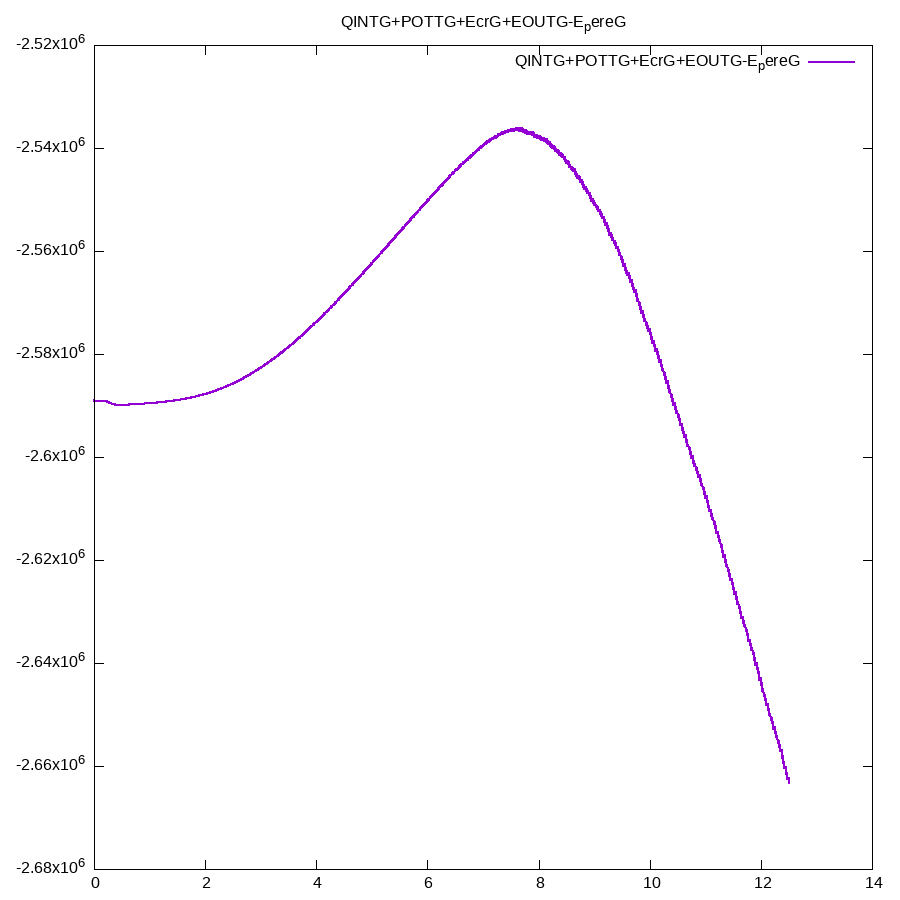 QINTG+POTTG+EcrG+EOUTG-EpereG
-2.52x10^6
QINTG+POTTG+EcrG+EOUTG-EpereG
-2.54x10^6
-2.56x10^6
-2.58x10^6
-2.6x10^6
-2.62x10^6
-2.64x10^6
-2.66x10^6
-2.68x10^6
0 2 4 6 8 10 12 14